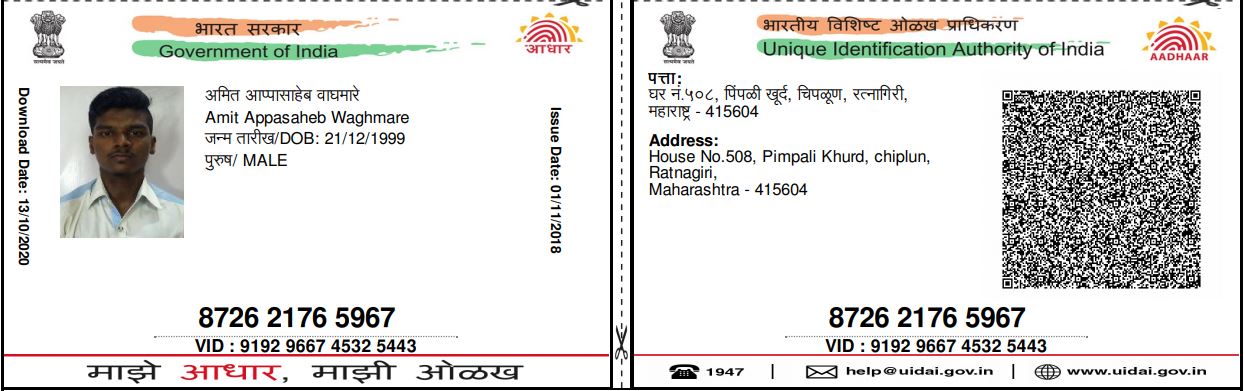 भारत सरकार
Government of India
सत्यमेव जयते
आधार
Download Date: 13/10/2020
अमित आप्पासाहेब वाघमारे
Amit Appasaheb Waghmare
जन्म तारीख/DOB: 21/12/1999
पुरुष/ MALE
Issue Date: 01/11/2018
8726 2176 5967
VID : 9192 9667 4532 5443
माझे आधार, माझी ओळख
भारतीय विशिष्ट ओळख प्राधिकरण
Unique Identification Authority of India
सत्यमेव जयते
AADHAAR
पत्ता:
घर नं.५०८, पिंपळी खूर्द, चिपळूण, रत्नागिरी,
महाराष्ट्र - 415604
Address:
House No.508, Pimpali Khurd, chiplun,
Ratnagiri,
Maharashtra - 415604
8726 2176 5967
VID : 9192 9667 4532 5443
1947 | help@uidai.gov.in | www.uidai.gov.in